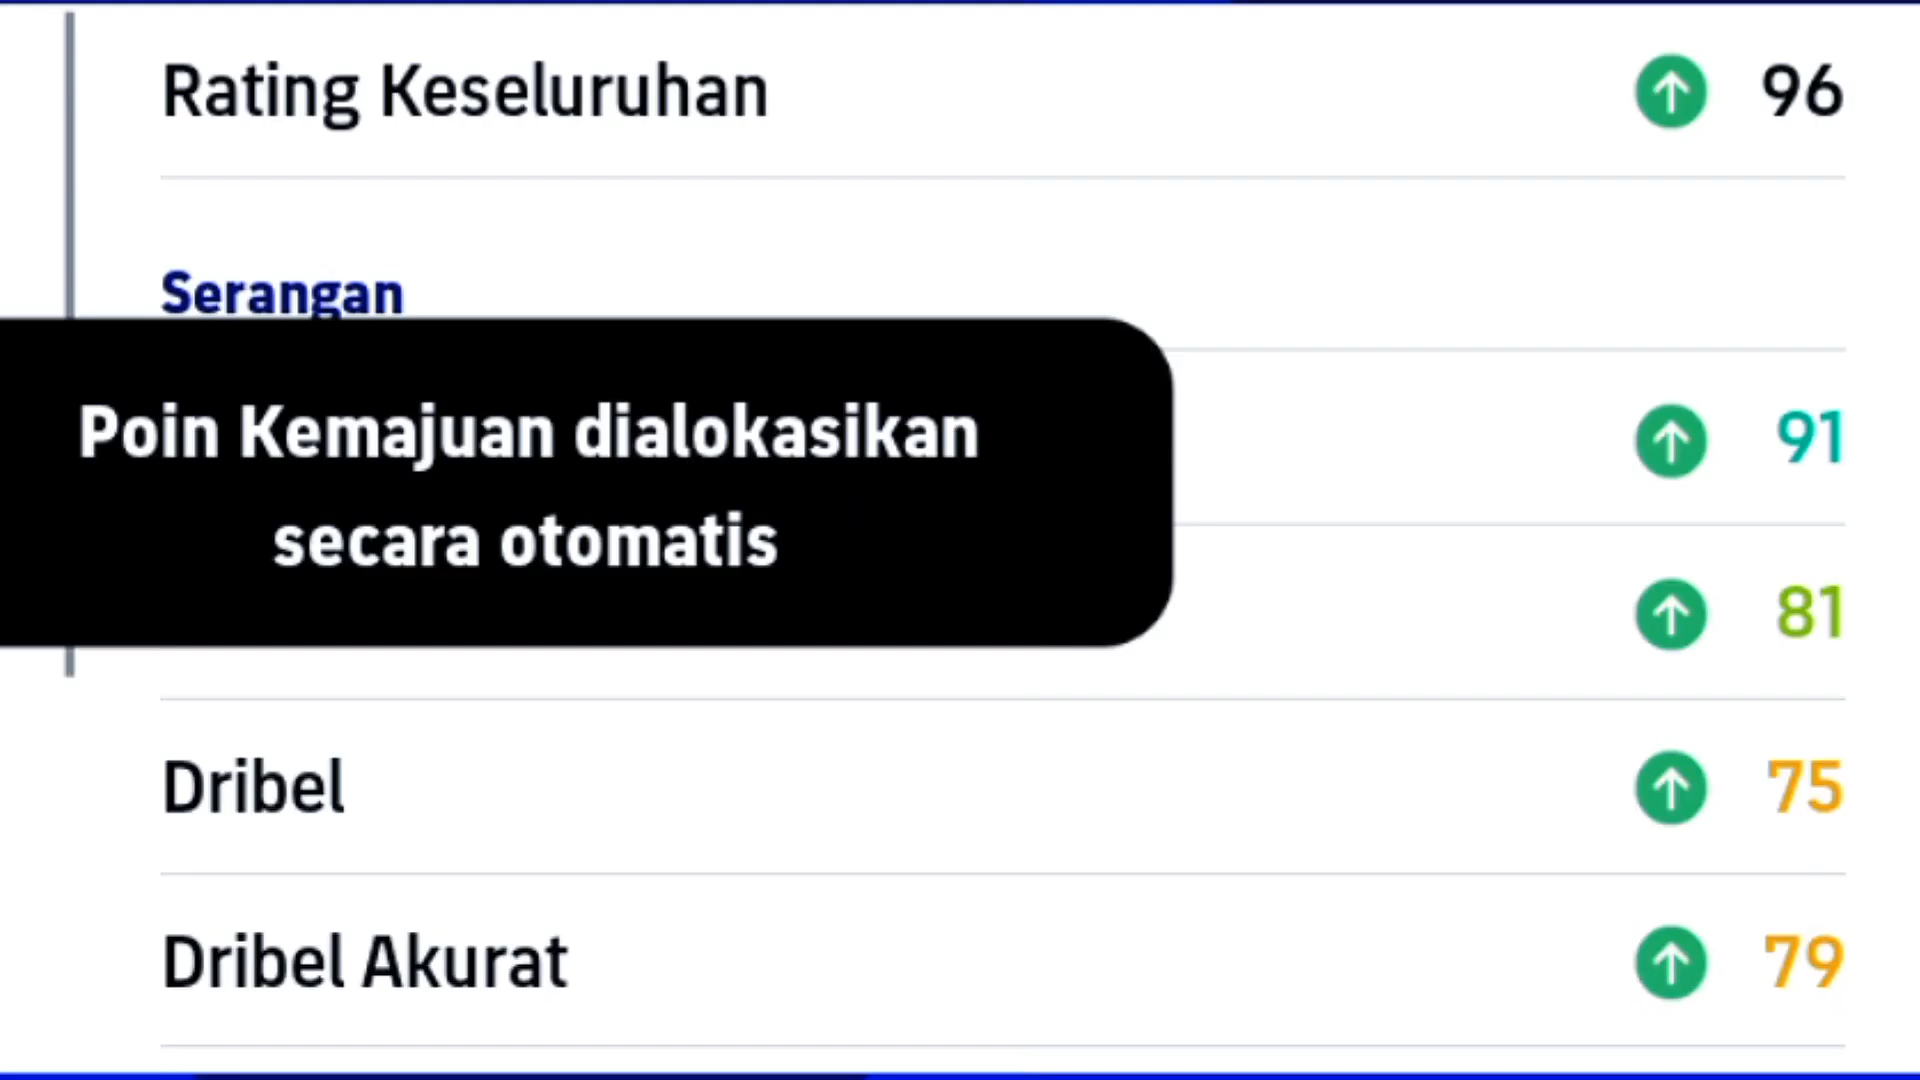 Rating Keseluruhan 96
Serangan
91
Poin Kemajuan dialokasikan
secara otomatis
81
Dribel 75
Dribel Akurat 79